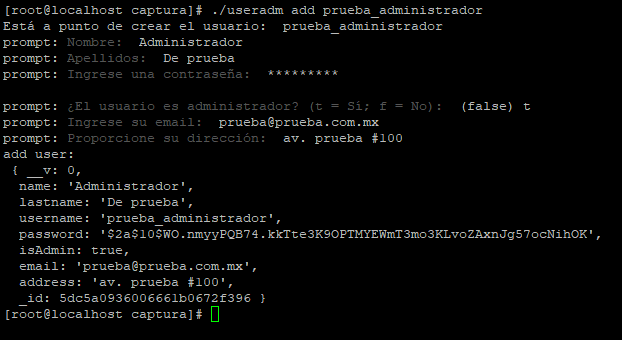 [root@localhost captura]# ./useradm add prueba_administrador
Está a punto de crear el usuario:  prueba_administrador
prompt: Nombre:  Administrador
prompt: Apellidos:  De prueba
prompt: Ingrese una contraseña:  *********
prompt: ¿El usuario es administrador? (t = Sí; f = No):  (false) t
prompt: Ingrese su email:  prueba@prueba.com.mx
prompt: Proporcione su dirección:  av. prueba #100
add user:
 { __v: 0,
  name: 'Administrador',
  lastname: 'De prueba',
  username: 'prueba_administrador',
  password: '$2a$10$WO.nmyyPQB74.kkTte3K9OPTMYEWmT3mo3KLvoZAxnJg57ocNihOK',
  isAdmin: true,
  email: 'prueba@prueba.com.mx',
  address: 'av. prueba #100',
  _id: 5dc5a0936006661b0672f396 }
[root@localhost captura]#